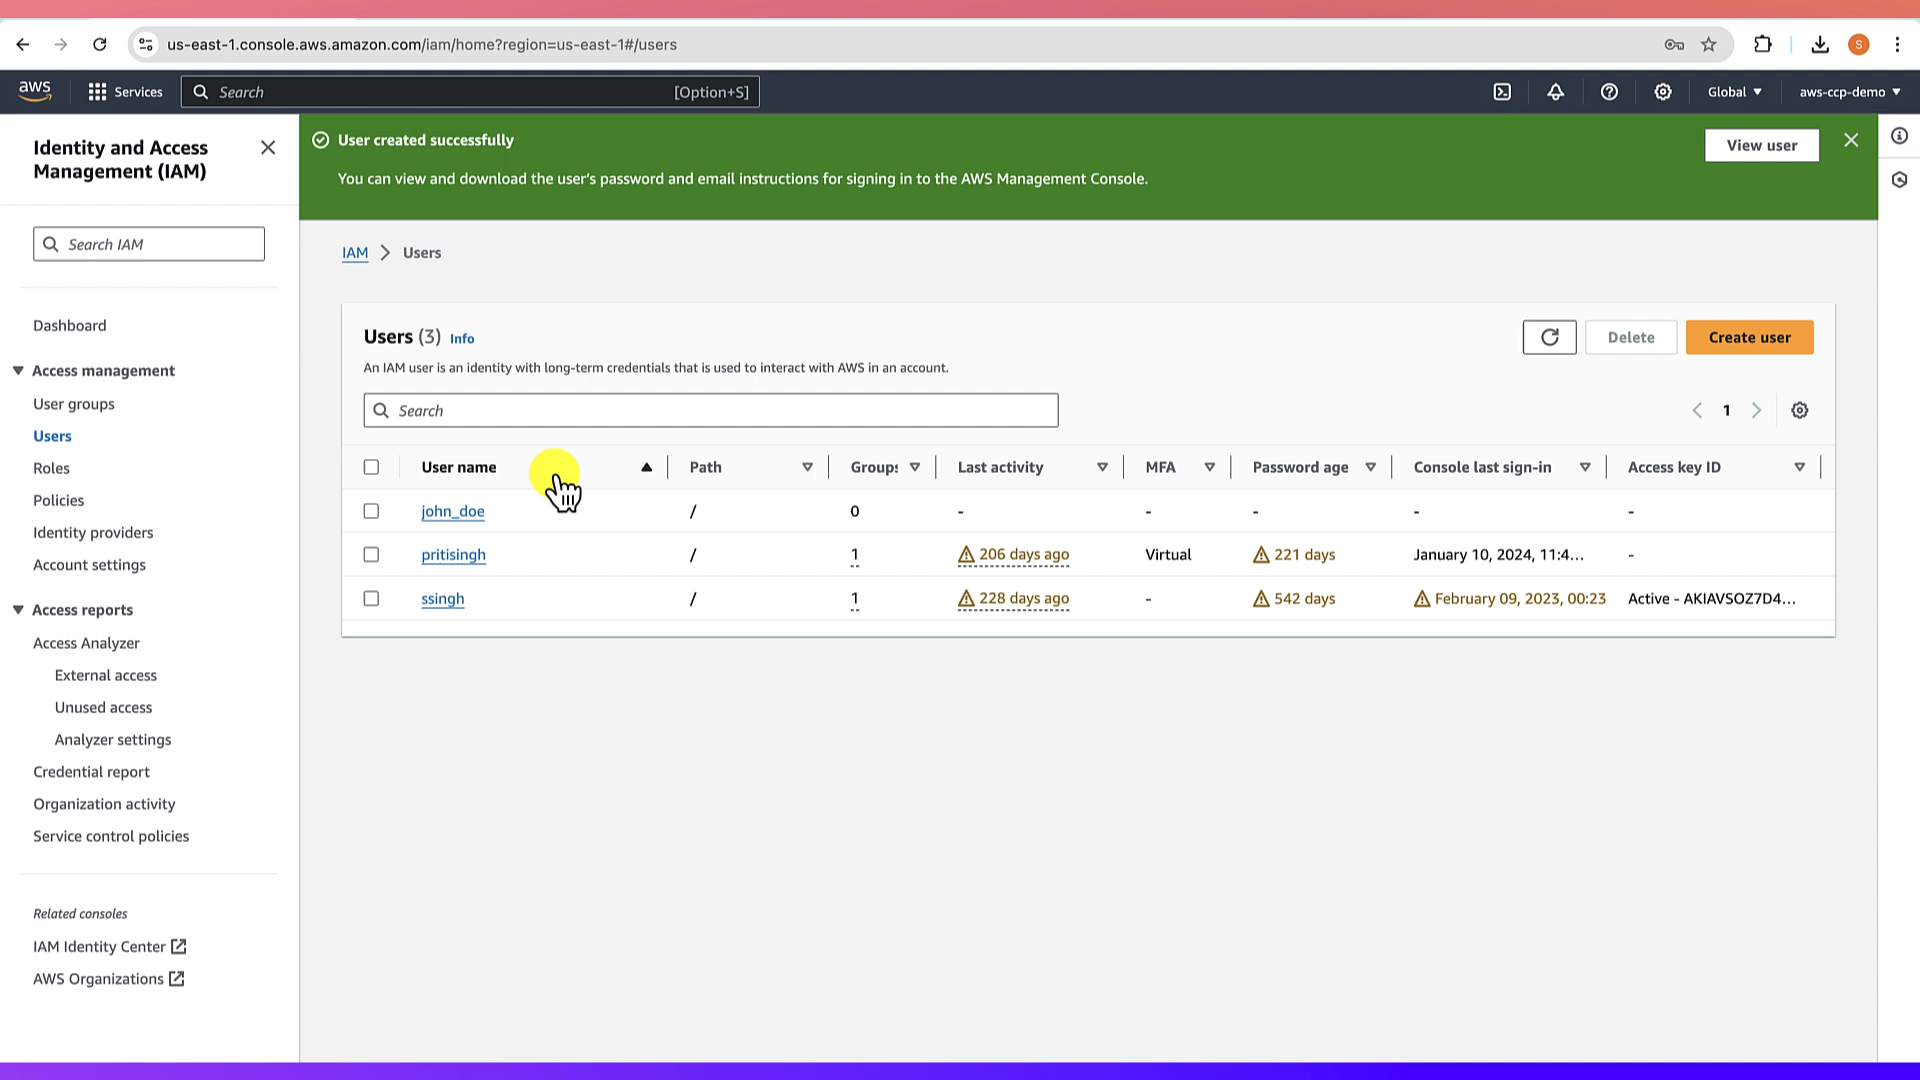 us-east-1.console.aws.amazon.com/iam/home?region=us-east-1#/users
S
aws
Services
Search
[Option+S]
Global
aws-ccp-demo
Identity and Access
Management (IAM)
Search IAM
Dashboard
Access management
User groups
Users
Roles
Policies
Identity providers
Account settings
Access reports
Access Analyzer
External access
Unused access
Analyzer settings
Credential report
Organization activity
Service control policies
Related consoles
IAM Identity Center
AWS Organizations
User created successfully
You can view and download the user's password and email instructions for signing in to the AWS Management Console.
View user
IAM > Users
Users (3) Info
An IAM user is an identity with long-term credentials that is used to interact with AWS in an account.
Delete
Create user
Search
1
User name Path Groups Last activity MFA Password age Console last sign-in Access key ID
john_doe / 0 - - - - -
pritisingh / 1 206 days ago Virtual 221 days January 10, 2024, 11:4... -
ssingh / 1 228 days ago - 542 days February 09, 2023, 00:23 Active - AKIAVSOZ7D4...